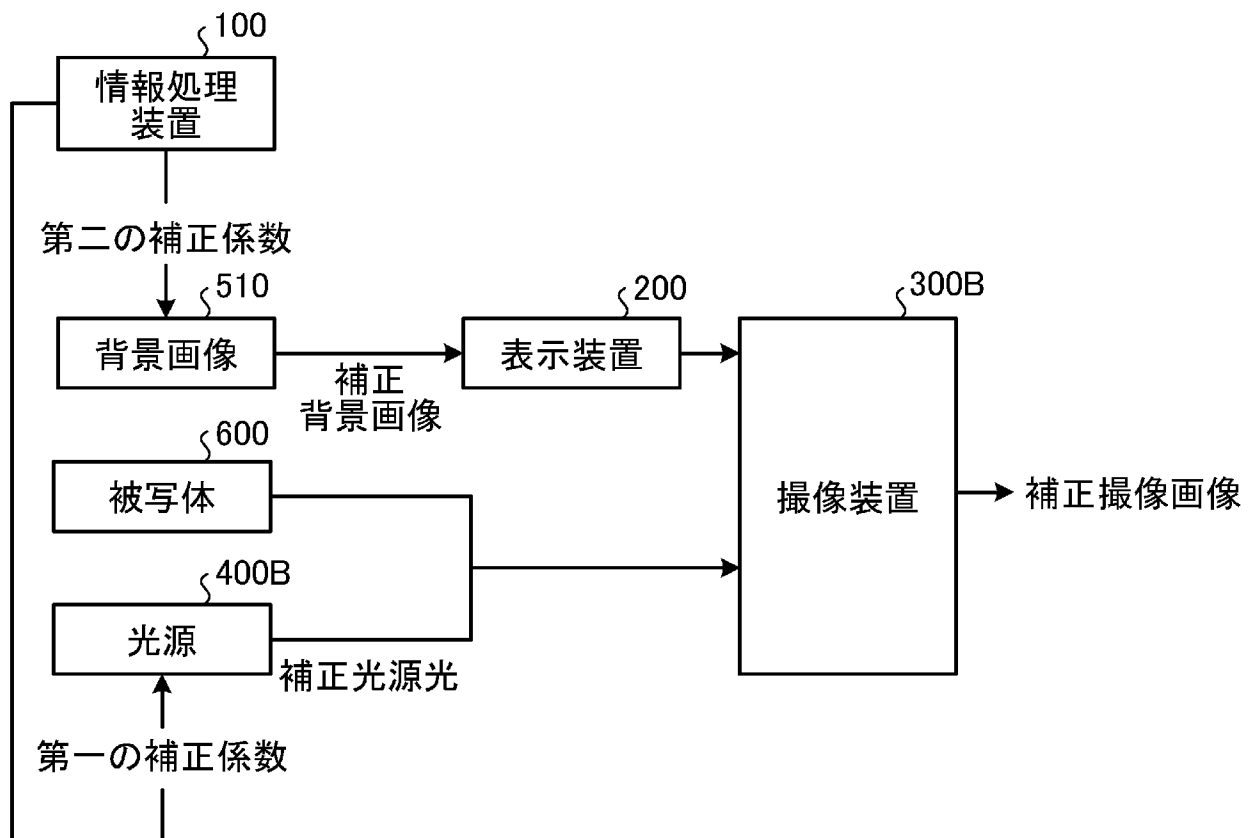 100
情報処理
装置
第二の補正係数
510
背景画像
補正
背景画像
200
表示装置
300B
撮像装置
補正撮像画像
600
被写体
400B
光源
補正光源光
第一の補正係数